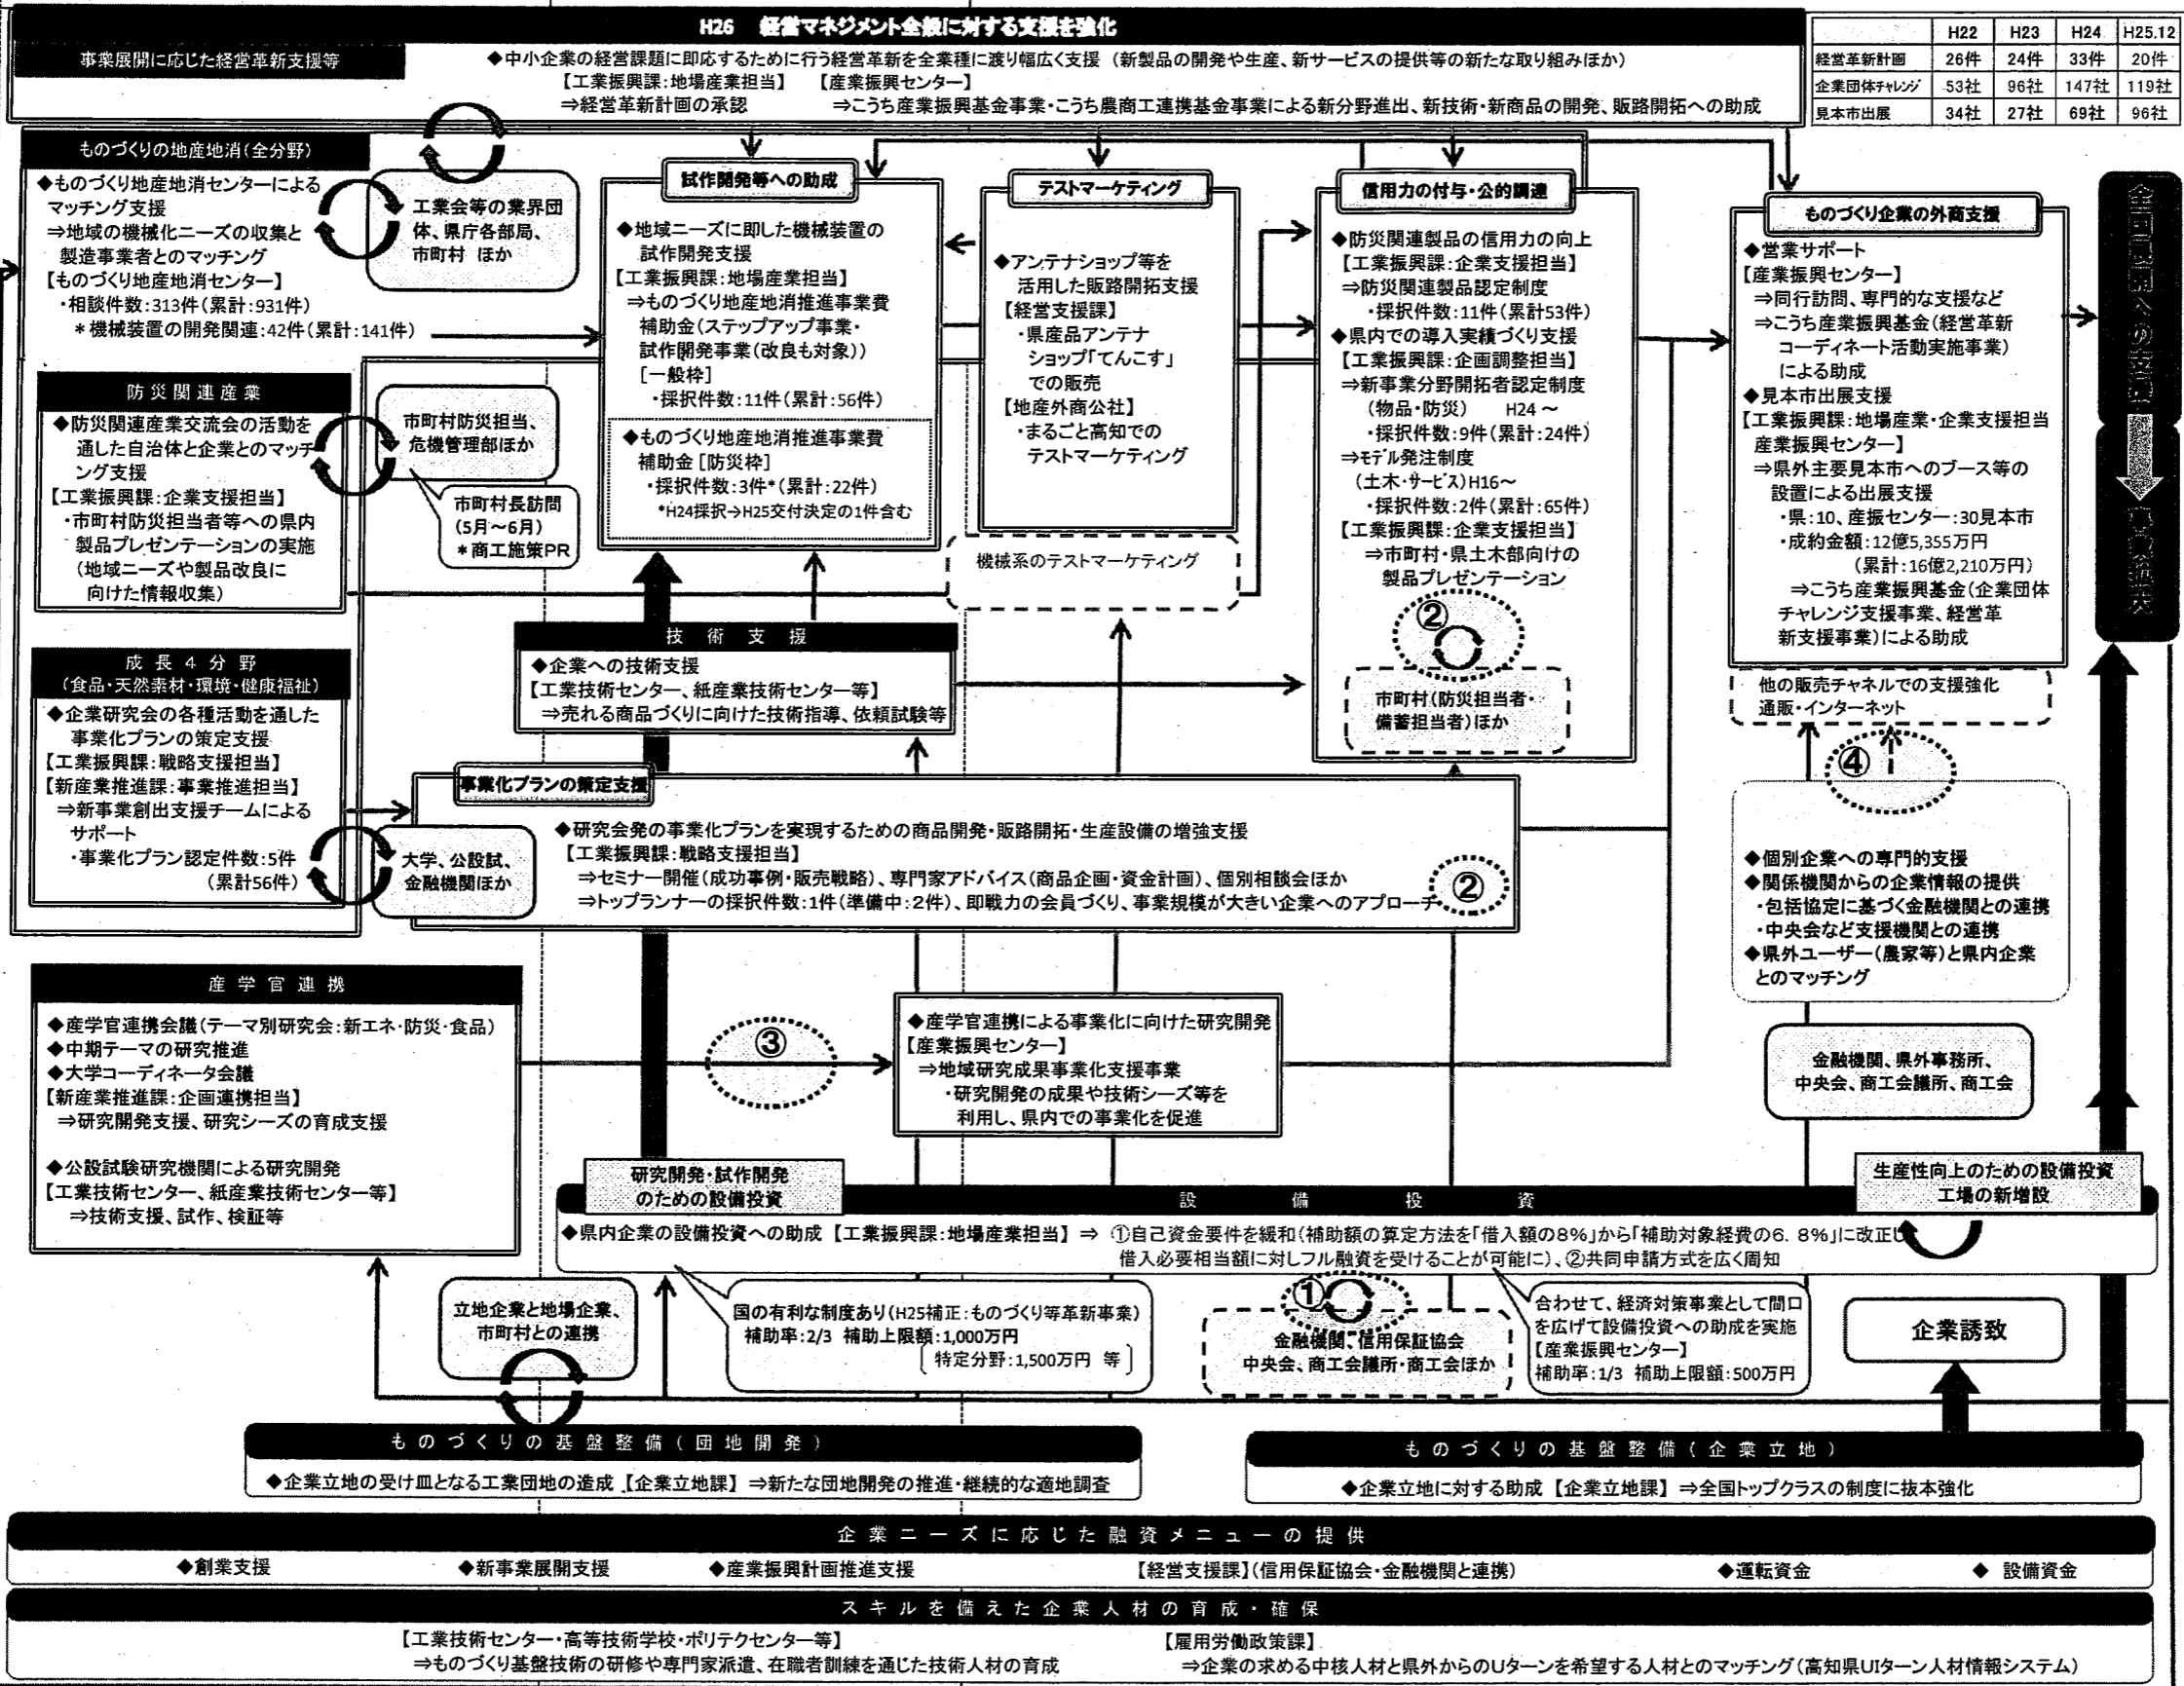 H26 経営マネジメント全般に対する支援を強化
事業展開に応じた経営革新支援等
◆中小企業の経営課題に即応するために行う経営革新を全業種に渡り幅広く支援（新製品の開発や生産、新サービスの提供等の新たな取り組みほか）
【工業振興課:地場産業担当】 【産業振興センター】
⇒経営革新計画の承認 ⇒こうち産業振興基金事業・こうち農商工連携基金事業による新分野進出、新技術・新商品の開発、販路開拓への助成
H22 H23 H24 H25.12
経営革新計画 26件 24件 33件 20件
企業団体チャレンジ 53社 96社 147社 119社
見本市出展 34社 27社 69社 96社
ものづくりの地産地消(全分野)
◆ものづくり地産地消センターによる
マッチング支援
⇒地域の機械化ニーズの収集と
製造事業者とのマッチング
【ものづくり地産地消センター】
・相談件数:313件(累計:931件)
＊機械装置の開発関連:42件(累計:141件)
工業会等の業界団
体、県庁各部局、
市町村 ほか
防災関連産業
◆防災関連産業交流会の活動を
通した自治体と企業とのマッチ
ング支援
【工業振興課:企業支援担当】
・市町村防災担当者等への県内
製品プレゼンテーションの実施
(地域ニーズや製品改良に
向けた情報収集)
市町村防災担当、
危機管理部ほか
市町村長訪問
(5月～6月)
＊商工施策PR
成長4分野
(食品・天然素材・環境・健康福祉)
◆企業研究会の各種活動を通した
事業化プランの策定支援
【工業振興課:戦略支援担当】
【新産業推進課:事業推進担当】
⇒新事業創出支援チームによる
サポート
・事業化プラン認定件数:5件
(累計56件)
大学、公設試、
金融機関ほか
試作開発等への助成
◆地域ニーズに即した機械装置の
試作開発支援
【工業振興課:地場産業担当】
⇒ものづくり地産地消推進事業費
補助金(ステップアップ事業・
試作開発事業(改良も対象))
[一般枠]
・採択件数:11件(累計:56件)
◆ものづくり地産地消推進事業費
補助金 [防災枠]
・採択件数:3件*(累計:22件)
*H24採択→H25交付決定の1件含む
テストマーケティング
◆アンテナショップ等を
活用した販路開拓支援
【経営支援課】
・県産品アンテナ
ショップ「てんこす」
での販売
【地産外商公社】
・まるごと高知での
テストマーケティング
機械系のテストマーケティング
信用力の付与・公的調達
◆防災関連製品の信用力の向上
【工業振興課:企業支援担当】
⇒防災関連製品認定制度
・採択件数:11件(累計53件)
◆県内での導入実績づくり支援
【工業振興課:企画調整担当】
⇒新事業分野開拓者認定制度
(物品・防災) H24～
・採択件数:9件(累計:24件)
⇒モデル発注制度
(土木・サービス)H16～
・採択件数:2件(累計:65件)
【工業振興課:企業支援担当】
⇒市町村・県土木部向けの
製品プレゼンテーション
②
市町村(防災担当者・
備蓄担当者)ほか
ものづくり企業の外商支援
◆営業サポート
【産業振興センター】
⇒同行訪問、専門的な支援など
⇒こうち産業振興基金(経営革新
コーディネート活動実施事業)
による助成
◆見本市出展支援
【工業振興課:地場産業・企業支援担当
産業振興センター】
⇒県外主要見本市へのブース等の
設置による出展支援
・県:10、産振センター:30見本市
・成約金額:12億5,355万円
(累計:16億2,210万円)
⇒こうち産業振興基金(企業団体
チャレンジ支援事業、経営革
新支援事業)による助成
他の販売チャネルでの支援強化
通販・インターネット
④
全国展開への支援
事業拡大
技術支援
◆企業への技術支援
【工業技術センター、紙産業技術センター等】
⇒売れる商品づくりに向けた技術指導、依頼試験等
事業化プランの策定支援
◆研究会発の事業化プランを実現するための商品開発・販路開拓・生産設備の増強支援
【工業振興課:戦略支援担当】
⇒セミナー開催(成功事例・販売戦略)、専門家アドバイス(商品企画・資金計画)、個別相談会ほか
⇒トップランナーの採択件数:1件(準備中:2件)、即戦力の会員づくり、事業規模が大きい企業へのアプローチ
②
◆個別企業への専門的支援
◆関係機関からの企業情報の提供
・包括協定に基づく金融機関との連携
・中央会など支援機関との連携
◆県外ユーザー(農家等)と県内企業
とのマッチング
金融機関、県外事務所、
中央会、商工会議所、商工会
産学官連携
◆産学官連携会議(テーマ別研究会:新エネ・防災・食品)
◆中期テーマの研究推進
◆大学コーディネータ会議
【新産業推進課:企画連携担当】
⇒研究開発支援、研究シーズの育成支援
◆公設試験研究機関による研究開発
【工業技術センター、紙産業技術センター等】
⇒技術支援、試作、検証等
③
◆産学官連携による事業化に向けた研究開発
【産業振興センター】
⇒地域研究成果事業化支援事業
・研究開発の成果や技術シーズ等を
利用し、県内での事業化を促進
研究開発・試作開発
のための設備投資
設備投資
生産性向上のための設備投資
工場の新増設
◆県内企業の設備投資への助成 【工業振興課:地場産業担当】 ⇒ ①自己資金要件を緩和(補助額の算定方法を「借入額の8%」から「補助対象経費の6.8%」に改正し
借入必要相当額に対しフル融資を受けることが可能に)、②共同申請方式を広く周知
立地企業と地場企業、
市町村との連携
国の有利な制度あり(H25補正:ものづくり等革新事業)
補助率:2/3 補助上限額:1,000万円
特定分野:1,500万円 等
①
金融機関、信用保証協会
中央会、商工会議所・商工会ほか
合わせて、経済対策事業として間口
を広げて設備投資への助成を実施
【産業振興センター】
補助率:1/3 補助上限額:500万円
企業誘致
ものづくりの基盤整備(団地開発)
◆企業立地の受け皿となる工業団地の造成 【企業立地課】 ⇒新たな団地開発の推進・継続的な適地調査
ものづくりの基盤整備(企業立地)
◆企業立地に対する助成 【企業立地課】 ⇒全国トップクラスの制度に抜本強化
企業ニーズに応じた融資メニューの提供
◆創業支援 ◆新事業展開支援 ◆産業振興計画推進支援 【経営支援課】(信用保証協会・金融機関と連携) ◆運転資金 ◆ 設備資金
スキルを備えた企業人材の育成・確保
【工業技術センター・高等技術学校・ポリテクセンター等】 【雇用労働政策課】
⇒ものづくり基盤技術の研修や専門家派遣、在職者訓練を通じた技術人材の育成 ⇒企業の求める中核人材と県外からのUターンを希望する人材とのマッチング(高知県UIターン人材情報システム)